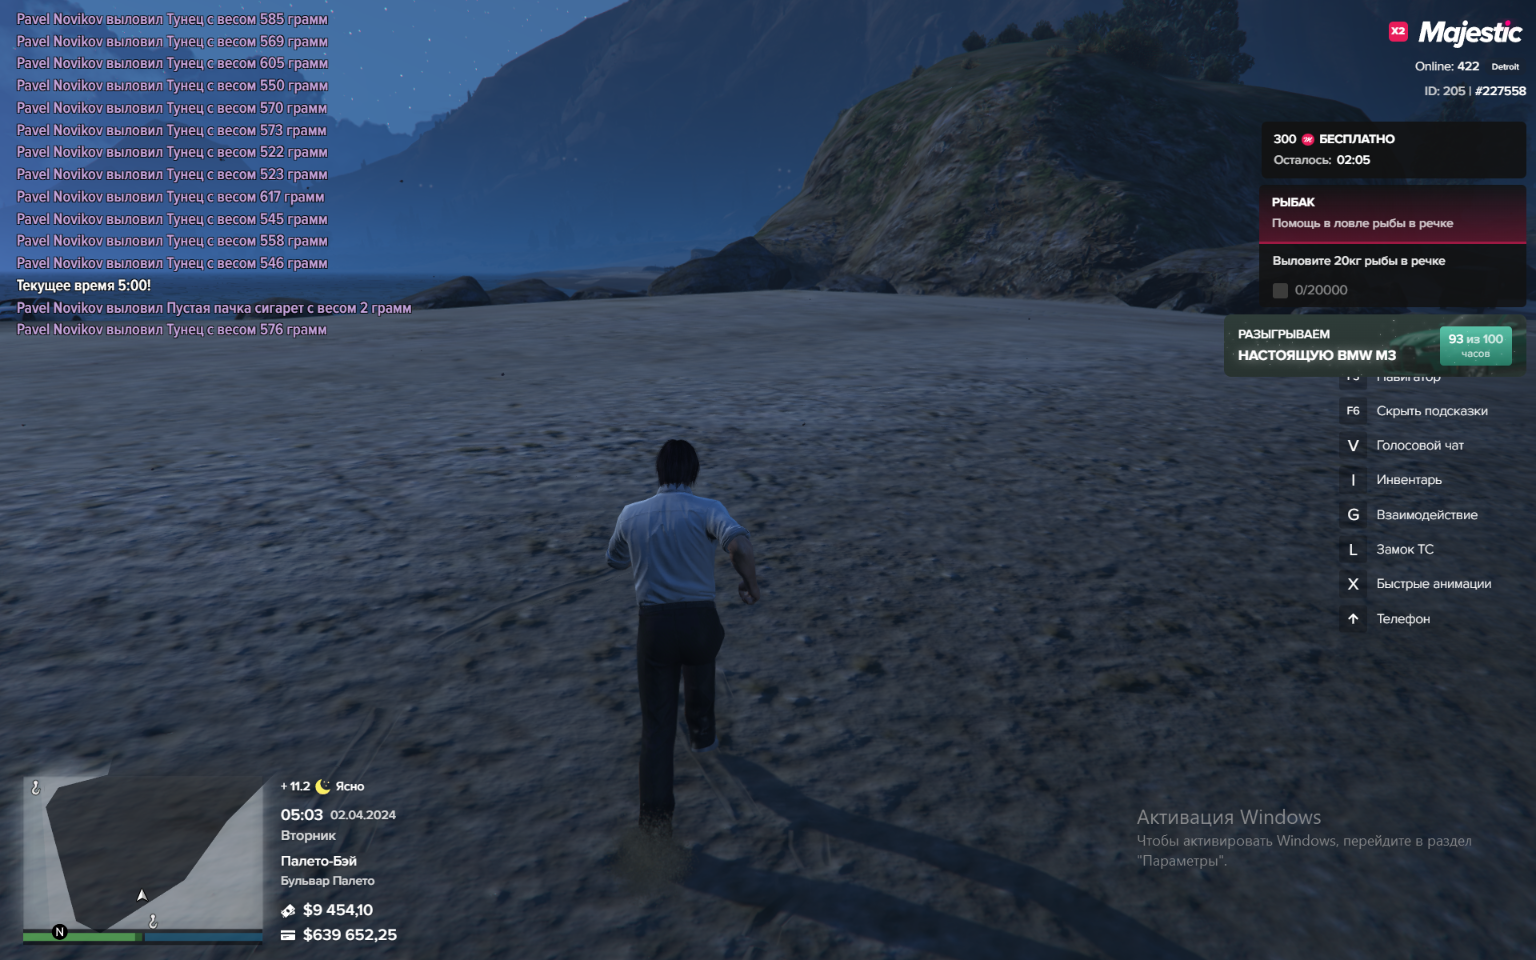 Pavel Novikov выловил Тунец с весом 585 грамм
Pavel Novikov выловил Тунец с весом 569 грамм
Pavel Novikov выловил Тунец с весом 605 грамм
Pavel Novikov выловил Тунец с весом 550 грамм
Pavel Novikov выловил Тунец с весом 570 грамм
Pavel Novikov выловил Тунец с весом 573 грамм
Pavel Novikov выловил Тунец с весом 522 грамм
Pavel Novikov выловил Тунец с весом 523 грамм
Pavel Novikov выловил Тунец с весом 617 грамм
Pavel Novikov выловил Тунец с весом 545 грамм
Pavel Novikov выловил Тунец с весом 558 грамм
Pavel Novikov выловил Тунец с весом 546 грамм
Текущее время 5:00!
Pavel Novikov выловил Пустая пачка сигарет с весом 2 грамм
Pavel Novikov выловил Тунец с весом 576 грамм
X2 Majestic
Online: 422 Detroit
ID: 205 | #227558
300 БЕСПЛАТНО
Осталось: 02:05
РЫБАК
Помощь в ловле рыбы в речке
Выловите 20кг рыбы в речке
0/20000
РАЗЫГРЫВАЕМ
НАСТОЯЩУЮ BMW M3
93 из 100
часов
Навигатор
F6 Скрыть подсказки
V Голосовой чат
I Инвентарь
G Взаимодействие
L Замок ТС
X Быстрые анимации
Телефон
+11.2 Ясно
05:03 02.04.2024
Вторник
Палето-Бэй
Бульвар Палето
$9 454,10
$639 652,25
N
Активация Windows
Чтобы активировать Windows, перейдите в раздел
"Параметры".